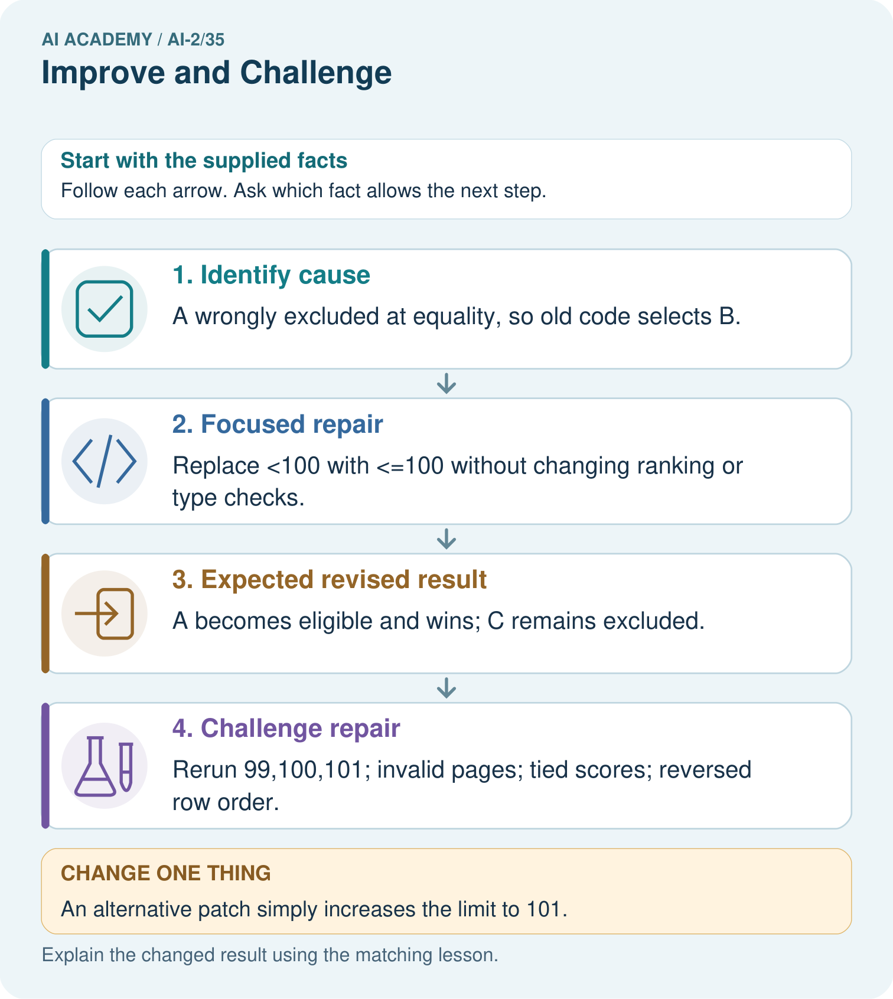 AI ACADEMY / AI-2/35
Improve and Challenge
Start with the supplied facts
Follow each arrow. Ask which fact allows the next step.
1. Identify cause
A wrongly excluded at equality, so old code selects B.
2. Focused repair
Replace <100 with <=100 without changing ranking or
type checks.
3. Expected revised result
A becomes eligible and wins; C remains excluded.
4. Challenge repair
Rerun 99,100,101; invalid pages; tied scores; reversed
row order.
CHANGE ONE THING
An alternative patch simply increases the limit to 101.
Explain the changed result using the matching lesson.